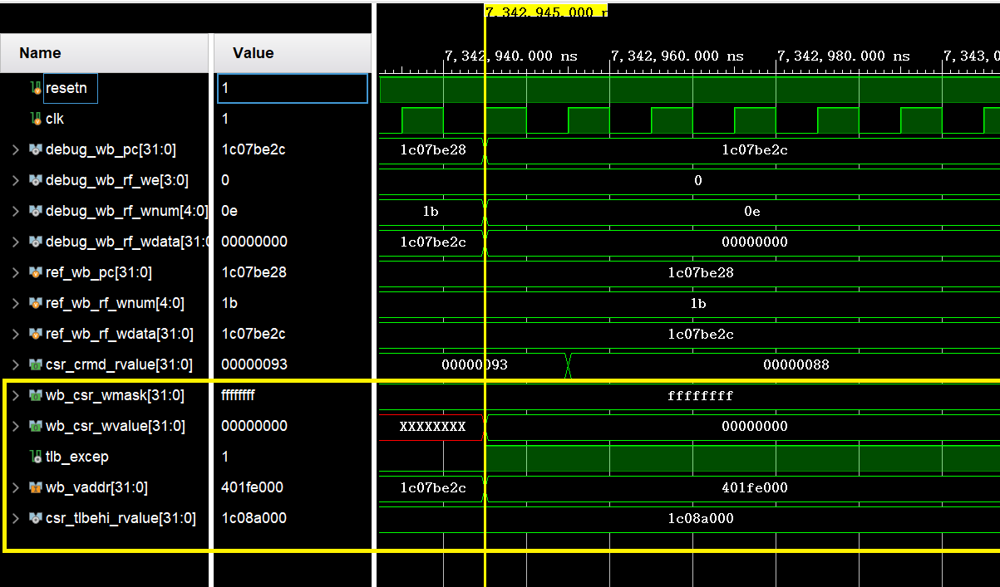 7,342,945.000 n
Name Value
7,342,940.000 ns 7,342,960.000 ns 7,342,980.000 ns 7,343,0
resetn 1
clk 1
debug_wb_pc[31:0] 1c07be2c 1c07be28 1c07be2c
debug_wb_rf_we[3:0] 0 0
debug_wb_rf_wnum[4:0] 0e 1b 0e
debug_wb_rf_wdata[31:0 00000000 1c07be2c 00000000
ref_wb_pc[31:0] 1c07be28 1c07be28
ref_wb_rf_wnum[4:0] 1b 1b
ref_wb_rf_wdata[31:0] 1c07be2c 1c07be2c
csr_crmd_rvalue[31:0] 00000093 00000093 00000088
wb_csr_wmask[31:0] ffffffff ffffffff
wb_csr_wvalue[31:0] 00000000 XXXXXXXX 00000000
tlb_excep 1
wb_vaddr[31:0] 401fe000 1c07be2c 401fe000
csr_tlbehi_rvalue[31:0] 1c08a000 1c08a000